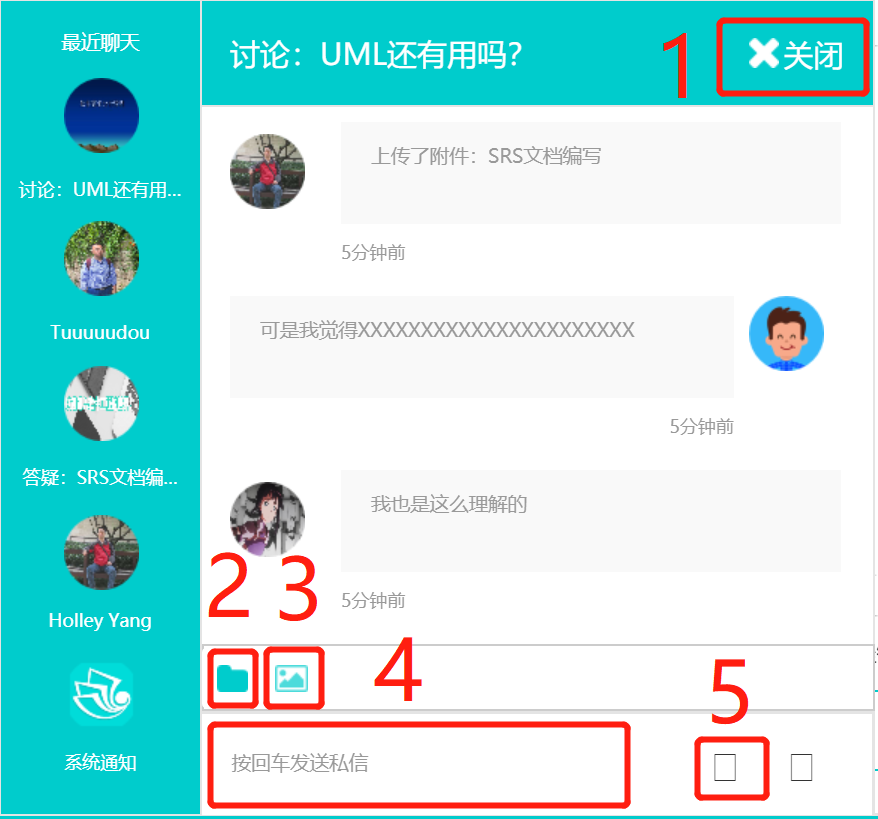 最近聊天
讨论：UML还有用...
Tuuuuudou
答疑：SRS文档编...
Holley Yang
系统通知
讨论：UML还有用吗？
1
关闭
上传了附件：SRS文档编写
5分钟前
可是我觉得XXXXXXXXXXXXXXXXXXXXXX
5分钟前
我也是这么理解的
5分钟前
2
3
4
5
按回车发送私信